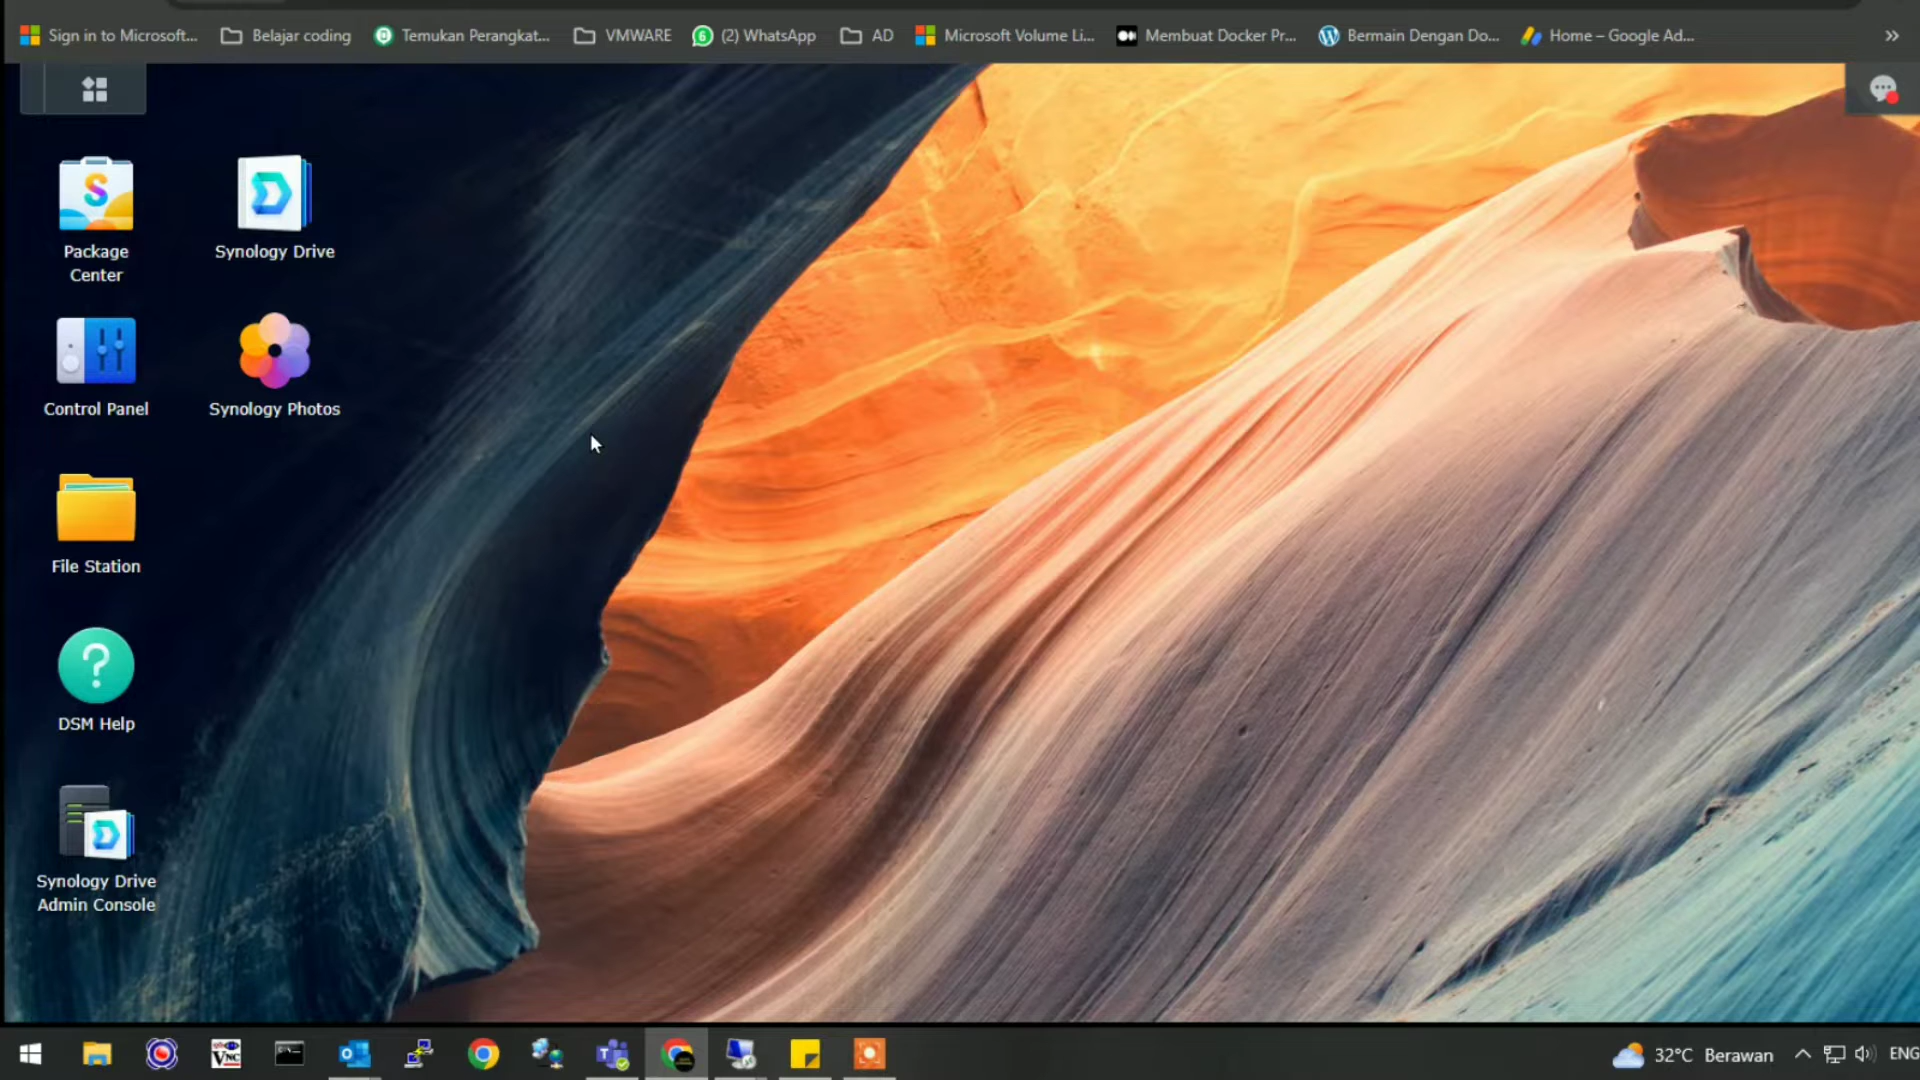 Sign in to Microsoft... Belajar coding Temukan Perangkat... VMWARE 6 (2) WhatsApp AD Microsoft Volume Li... Membuat Docker Pr... Bermain Dengan Do... Home – Google Ad... »
S
Package
Center
Synology Drive
Control Panel
Synology Photos
File Station
?
DSM Help
Synology Drive
Admin Console
VNC
32°C Berawan ENG